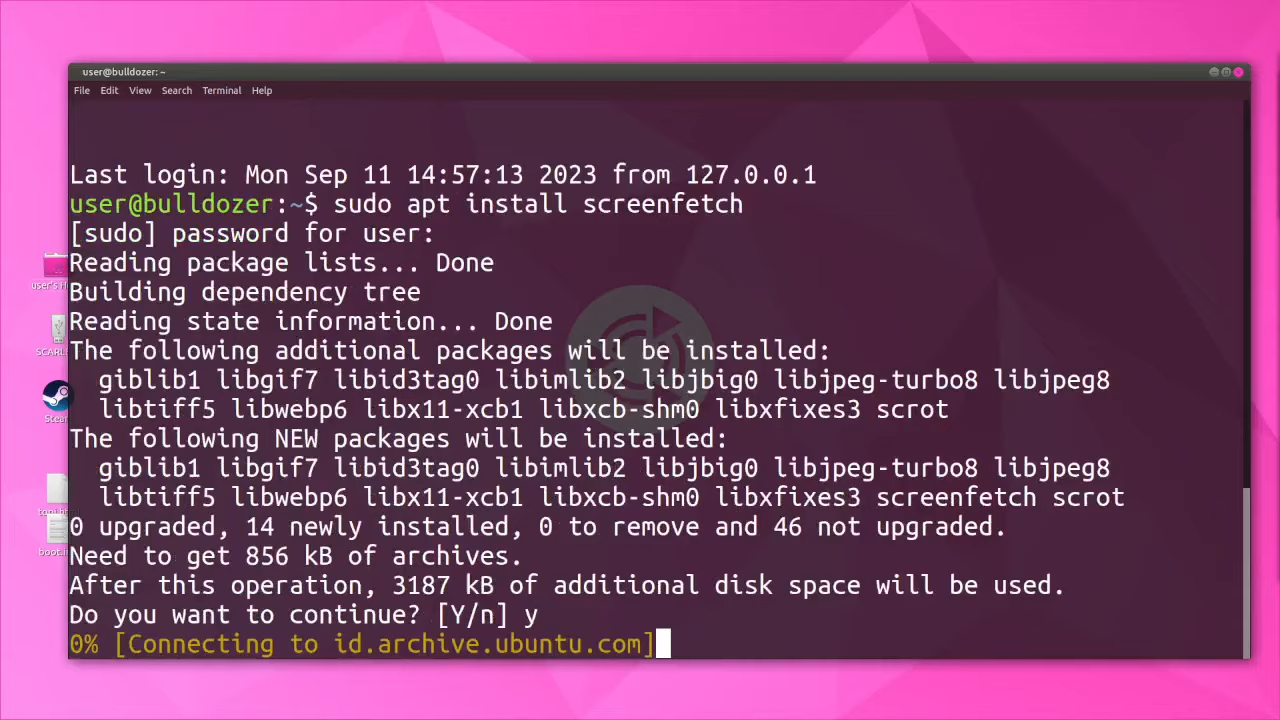 user@bulldozer: ~
File Edit View Search Terminal Help
Last login: Mon Sep 11 14:57:13 2023 from 127.0.0.1
user@bulldozer:~$ sudo apt install screenfetch
[sudo] password for user:
Reading package lists... Done
Building dependency tree
Reading state information... Done
The following additional packages will be installed:
  giblib1 libgif7 libid3tag0 libimlib2 libjbig0 libjpeg-turbo8 libjpeg8
  libtiff5 libwebp6 libx11-xcb1 libxcb-shm0 libxfixes3 scrot
The following NEW packages will be installed:
  giblib1 libgif7 libid3tag0 libimlib2 libjbig0 libjpeg-turbo8 libjpeg8
  libtiff5 libwebp6 libx11-xcb1 libxcb-shm0 libxfixes3 screenfetch scrot
0 upgraded, 14 newly installed, 0 to remove and 46 not upgraded.
Need to get 856 kB of archives.
After this operation, 3187 kB of additional disk space will be used.
Do you want to continue? [Y/n] y
0% [Connecting to id.archive.ubuntu.com]
user's H
SCARL
Stea
boot.i